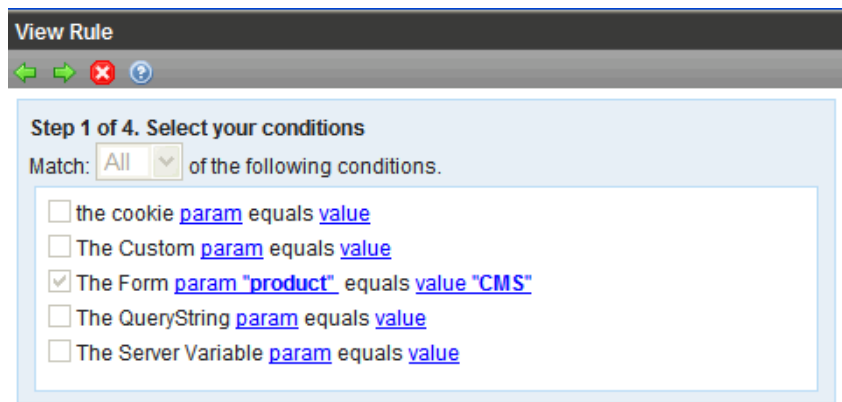 View Rule
Step 1 of 4. Select your conditions
Match: All of the following conditions.
the cookie param equals value
The Custom param equals value
The Form param "product" equals value "CMS"
The QueryString param equals value
The Server Variable param equals value